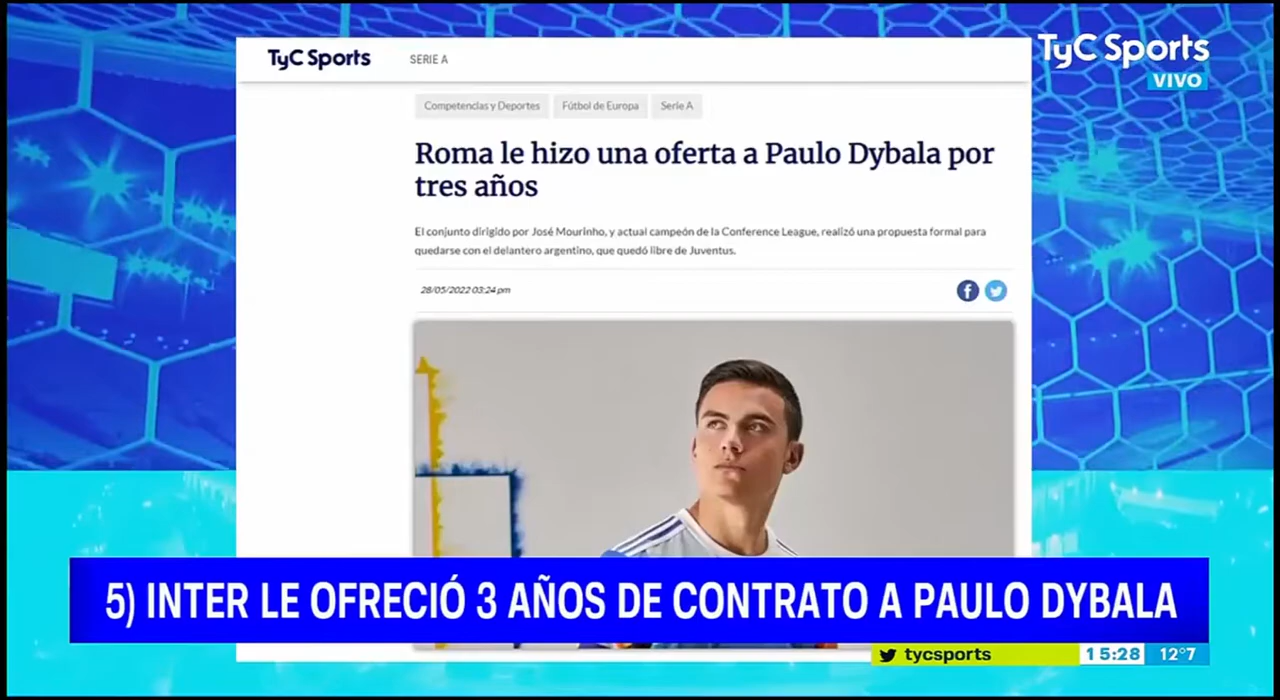 TyC Sports
SERIE A
TyC Sports
VIVO
Competencias y Deportes
Fútbol de Europa
Serie A
Roma le hizo una oferta a Paulo Dybala por
tres años
El conjunto dirigido por José Mourinho, y actual campeón de la Conference League, realizó una propuesta formal para
quedarse con el delantero argentino, que quedó libre de Juventus.
28/05/2022 03:24 pm
5) INTER LE OFRECIÓ 3 AÑOS DE CONTRATO A PAULO DYBALA
tycsports
15:28
12°7